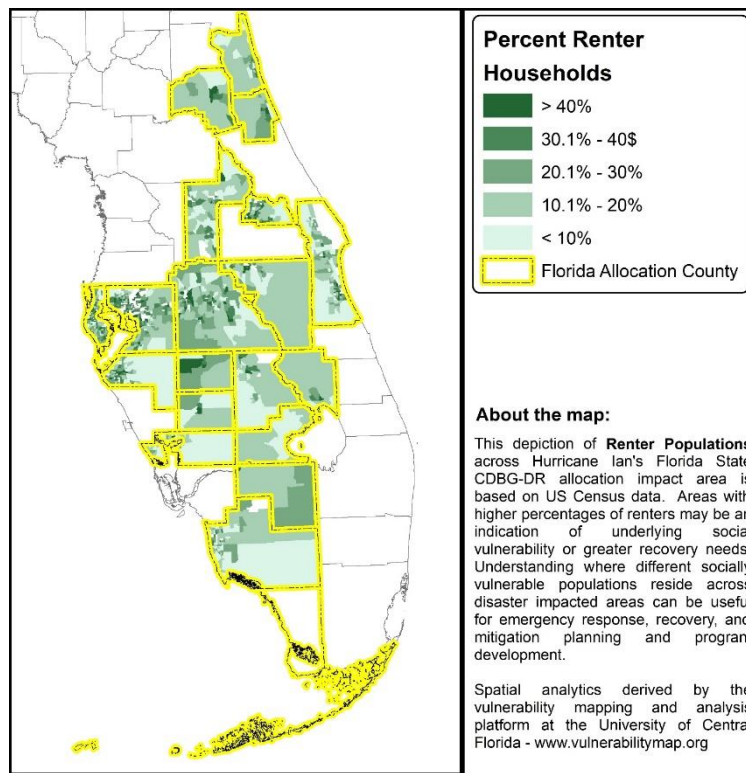 Percent Renter
Households
> 40%
30.1% - 40$
20.1% - 30%
10.1% - 20%
< 10%
Florida Allocation County
About the map:
This depiction of Renter Populations
across Hurricane Ian's Florida State
CDBG-DR allocation impact area is
based on US Census data. Areas with
higher percentages of renters may be an
indication of underlying socia
vulnerability or greater recovery needs
Understanding where different socially
vulnerable populations reside across
disaster impacted areas can be usefu
for emergency response, recovery, and
mitigation planning and program
development.
Spatial analytics derived by the
vulnerability mapping and analysis
platform at the University of Centra
Florida - www.vulnerabilitymap.org